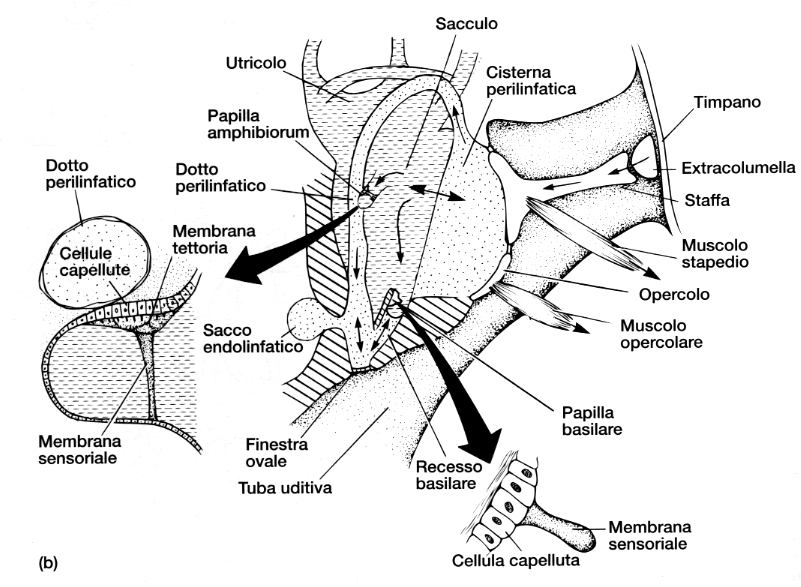 Sacculo
Utricolo
Cisterna
perilinfatica
Timpano
Papilla
amphibiorum
Dotto
perilinfatico
Dotto
perilinfatico
Extracolumella
Staffa
Membrana
tettoria
Cellule
capellute
Muscolo
stapedio
Opercolo
Sacco
endolinfatico
Muscolo
opercolare
Papilla
basilare
Membrana
sensoriale
Finestra
ovale
Recesso
basilare
Tuba uditiva
Membrana
sensoriale
Cellula capelluta
(b)